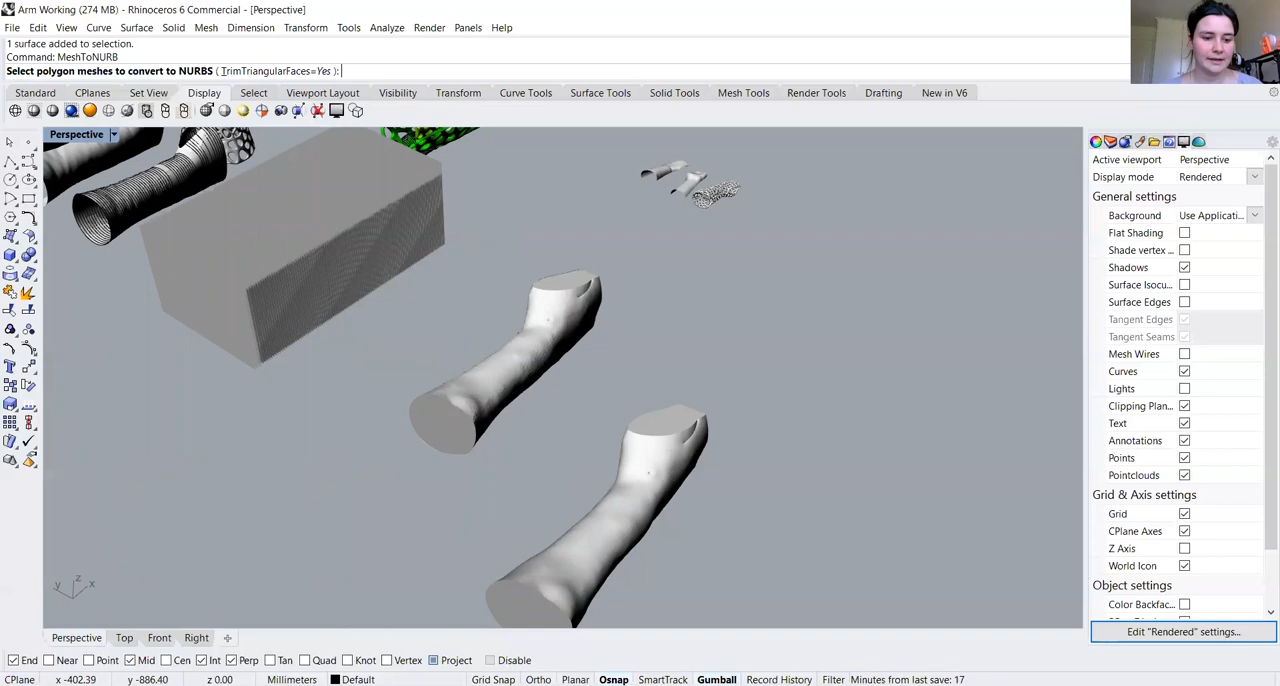 Arm Working (274 MB) - Rhinoceros 6 Commercial - [Perspective]
File Edit View Curve Surface Solid Mesh Dimension Transform Tools Analyze Render Panels Help
1 surface added to selection.
Command: MeshToNURB
Select polygon meshes to convert to NURBS ( TrimTriangularFaces=Yes ):
Standard CPlanes Set View Display Select Viewport Layout Visibility Transform Curve Tools Surface Tools Solid Tools Mesh Tools Render Tools Drafting New in V6
Perspective
Active viewport Perspective
Display mode Rendered
General settings
Background Use Applicati...
Flat Shading
Shade vertex ...
Shadows
Surface Isocu...
Surface Edges
Tangent Edges
Tangent Seams
Mesh Wires
Curves
Lights
Clipping Plan...
Text
Annotations
Points
Pointclouds
Grid & Axis settings
Grid
CPlane Axes
Z Axis
World Icon
Object settings
Color Backfac...
Edit "Rendered" settings...
z
y x
Perspective Top Front Right
End Near Point Mid Cen Int Perp Tan Quad Knot Vertex Project Disable
CPlane x -402.39 y -886.40 z 0.00 Millimeters Default Grid Snap Ortho Planar Osnap SmartTrack Gumball Record History Filter Minutes from last save: 17